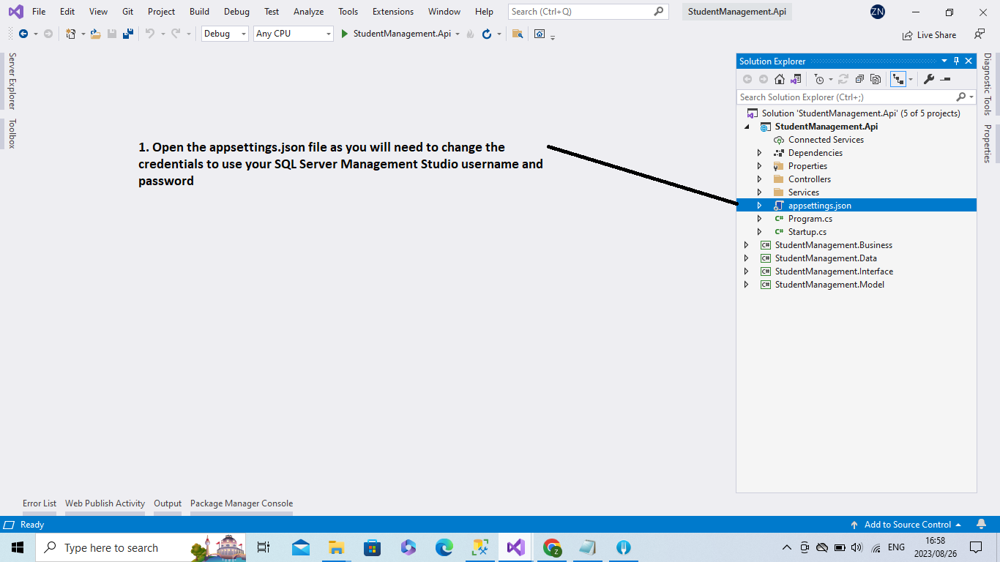 File Edit View Git Project Build Debug Test Analyze Tools Extensions Window Help Search (Ctrl+Q) StudentManagement.Api ZN
Debug Any CPU StudentManagement.Api Live Share
Server Explorer
Toolbox
1. Open the appsettings.json file as you will need to change the
credentials to use your SQL Server Management Studio username and
password
Solution Explorer
Search Solution Explorer (Ctrl+;)
Solution 'StudentManagement.Api' (5 of 5 projects)
StudentManagement.Api
Connected Services
Dependencies
Properties
Controllers
Services
appsettings.json
C# Program.cs
C# Startup.cs
C# StudentManagement.Business
C# StudentManagement.Data
C# StudentManagement.Interface
C# StudentManagement.Model
Diagnostic Tools
Properties
Error List Web Publish Activity Output Package Manager Console
Ready Add to Source Control
Type here to search Z ENG 16:58
2023/08/26